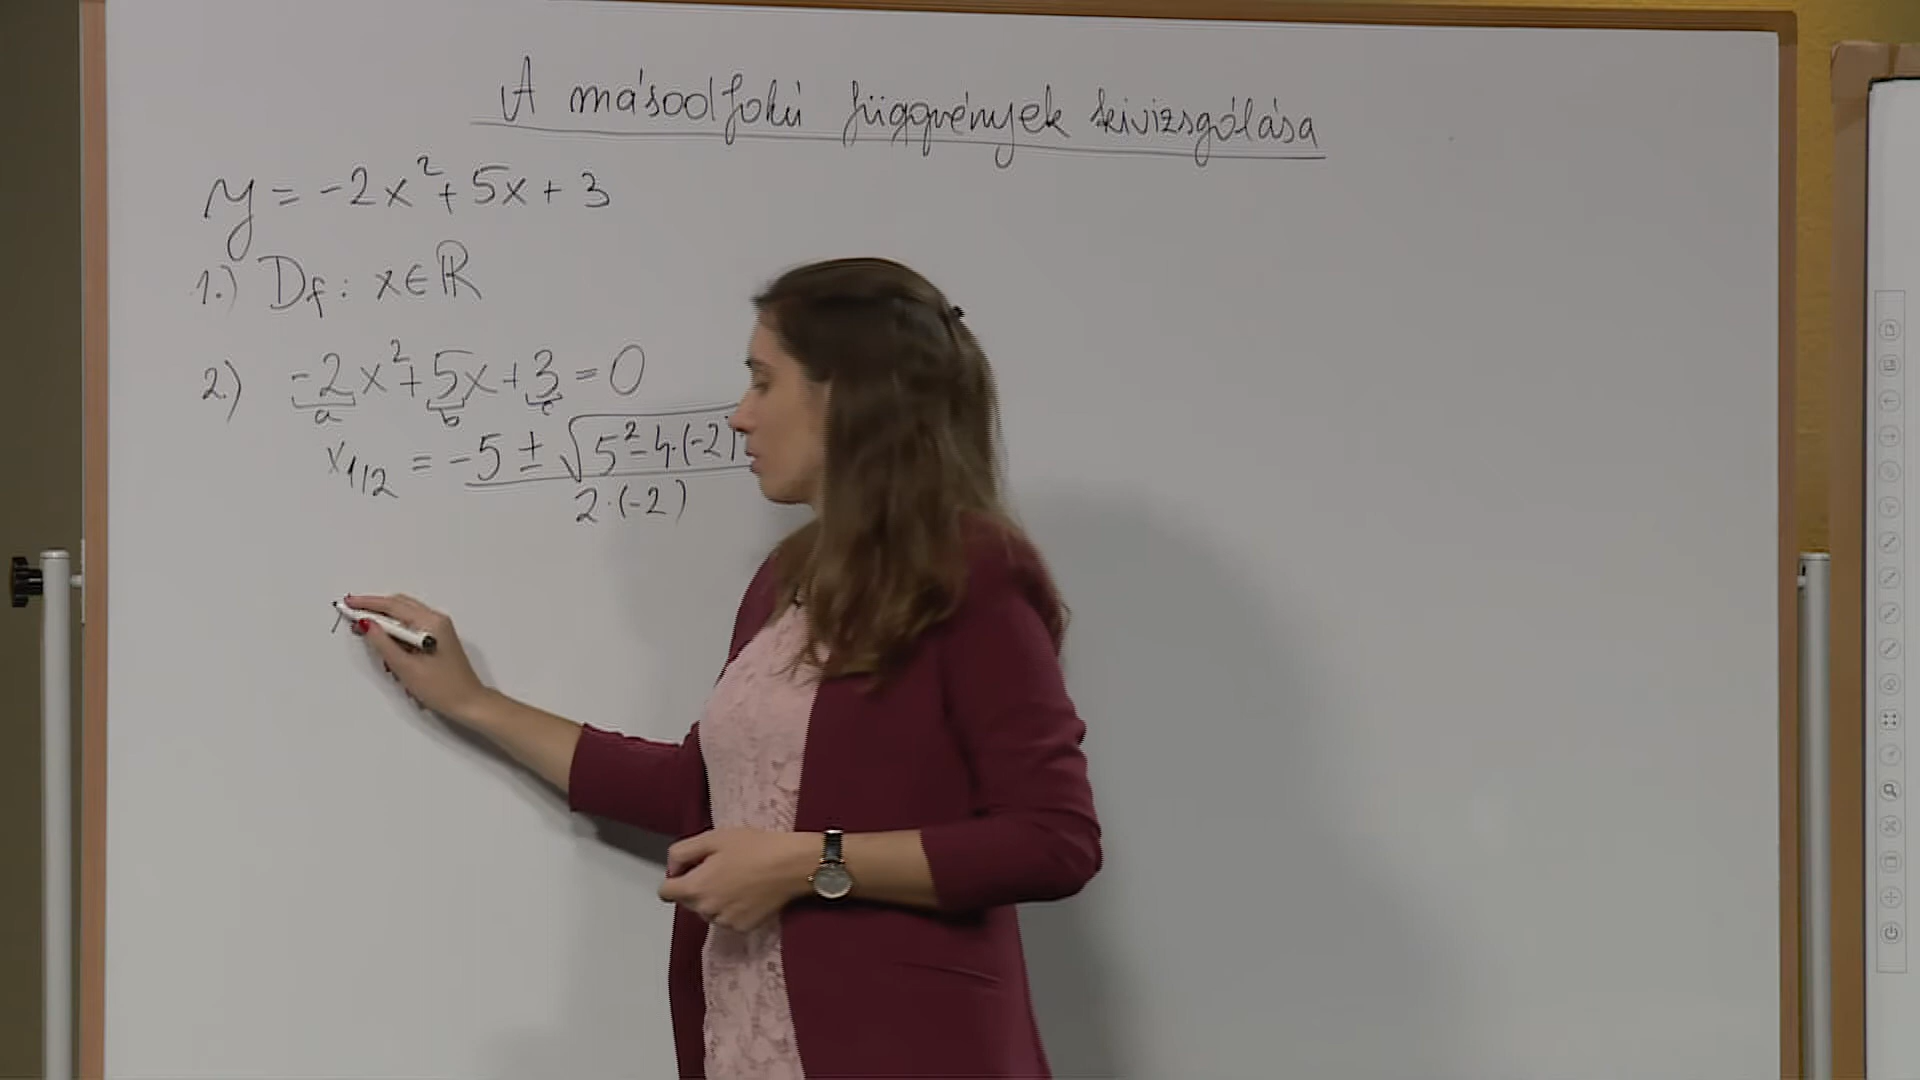 A másodfokú függvények kivizsgálása
y = -2x² + 5x + 3
1.) Df: x∈ℝ
2.) -2x² + 5x + 3 = 0
a b c
x1/2 = -5 ± √5² - 4·(-2)
2·(-2)